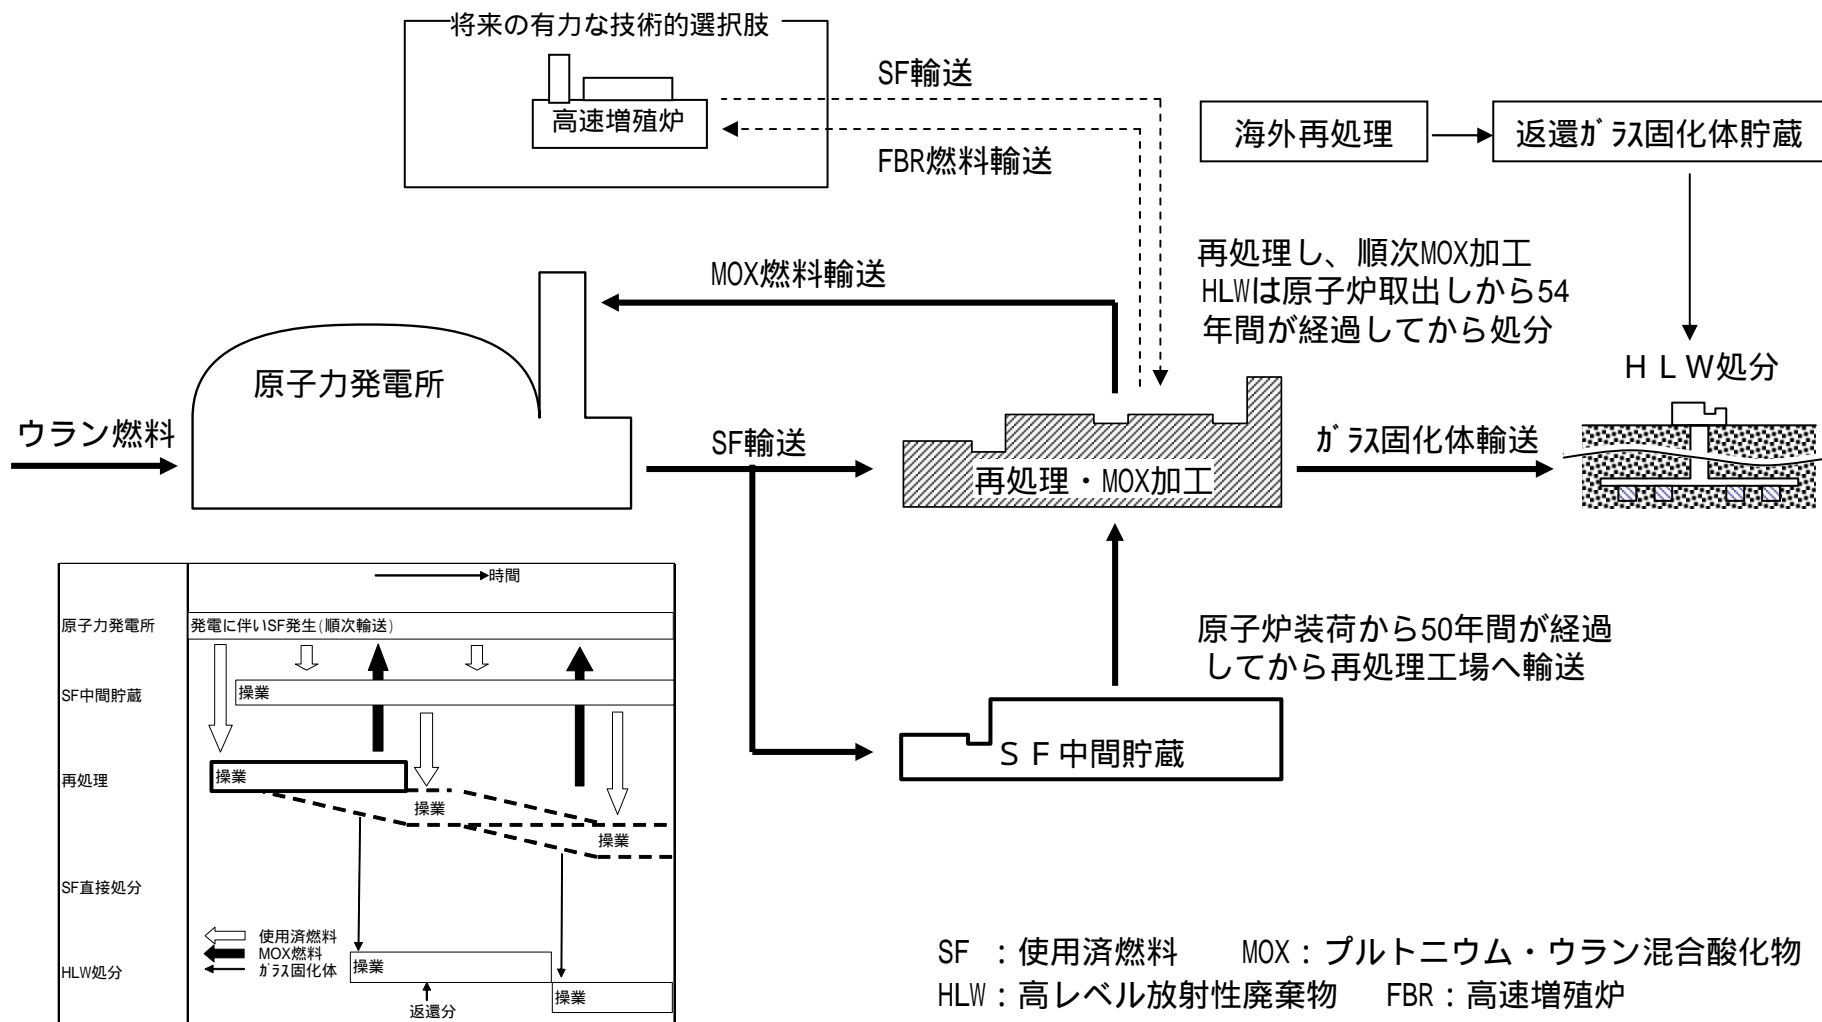 将来の有力な技術的選択肢
高速増殖炉
SF輸送
FBR燃料輸送
海外再処理
返還ガラス固化体貯蔵
MOX燃料輸送
再処理し、順次MOX加工
HLWは原子炉取出しから54
年間が経過してから処分
HLW処分
原子力発電所
ウラン燃料
SF輸送
再処理・MOX加工
ガラス固化体輸送
原子炉装荷から50年間が経過
してから再処理工場へ輸送
SF中間貯蔵
時間
原子力発電所
発電に伴いSF発生(順次輸送)
SF中間貯蔵
操業
再処理
操業
操業
操業
SF直接処分
使用済燃料
MOX燃料
ガラス固化体
HLW処分
操業
操業
返還分
SF :使用済燃料 MOX:プルトニウム・ウラン混合酸化物
HLW:高レベル放射性廃棄物 FBR:高速増殖炉